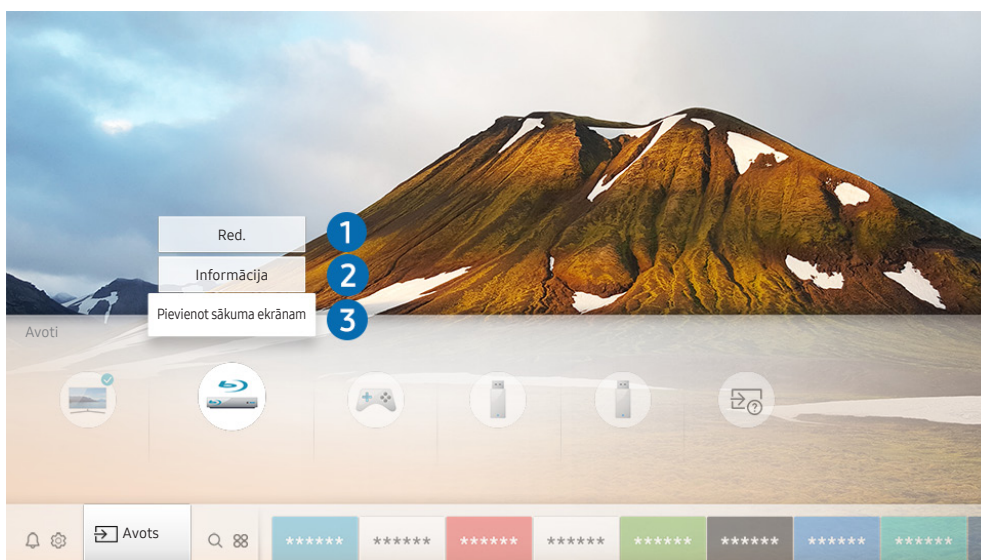 Red.
1
Informācija
2
Pievienot sākuma ekrānam
3
Avoti
Avots
****** ****** ****** ****** ****** ****** ****** ******